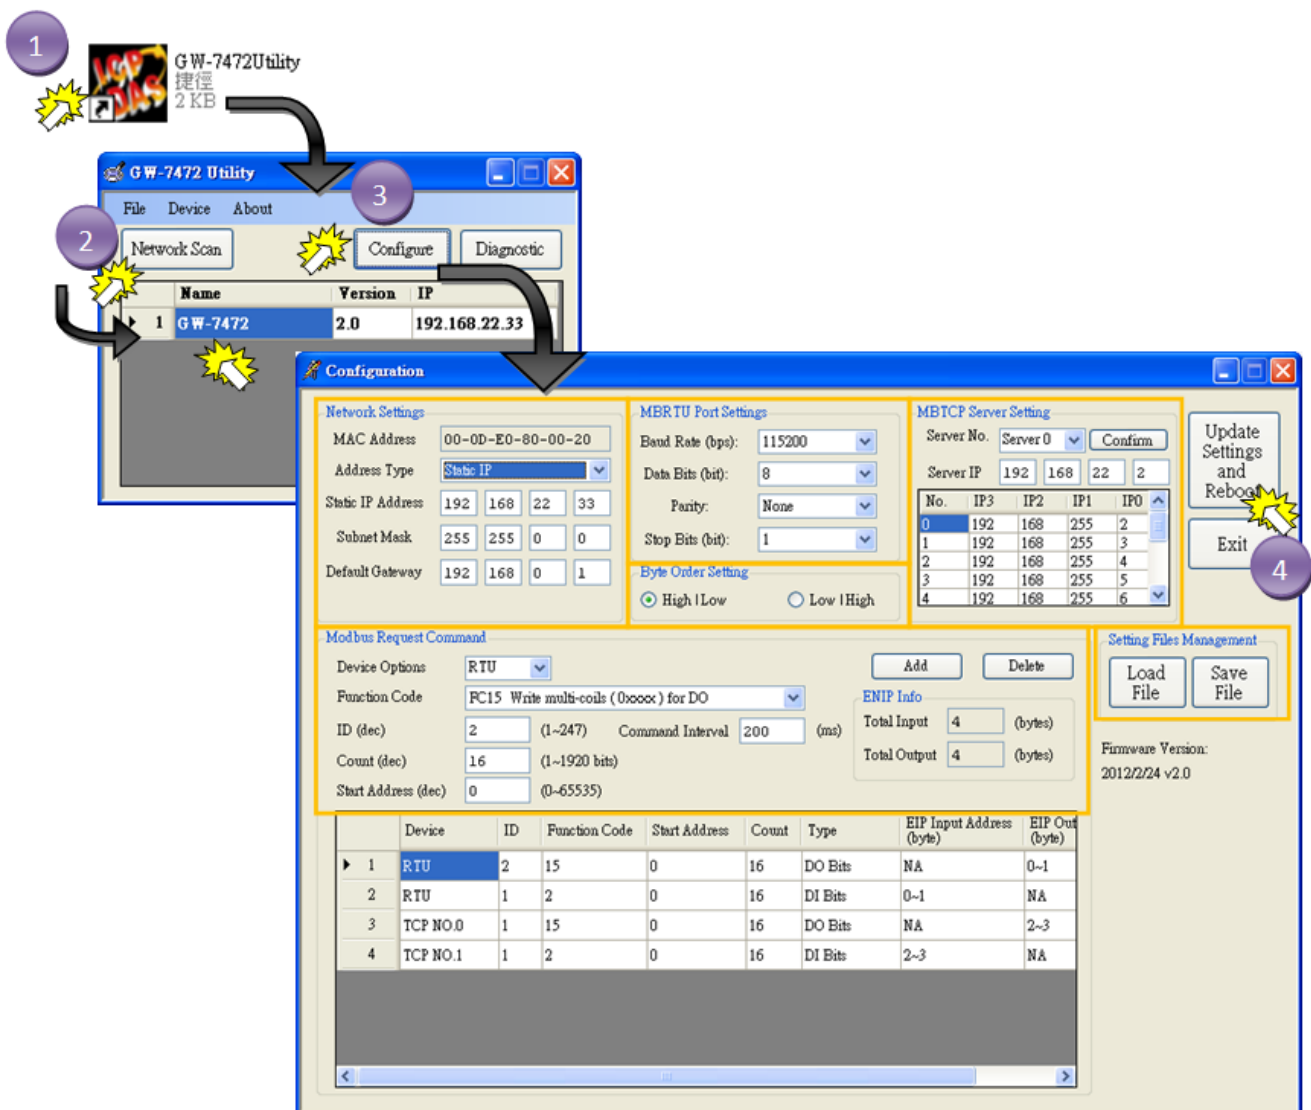 1
ICP
DAS
GW-7472Utility
捷徑
2 KB
GW-7472 Utility
3
File Device About
2
Network Scan Configure Diagnostic
Name Version IP
1 GW-7472 2.0 192.168.22.33
Configuration
Network Settings
MAC Address 00-0D-E0-80-00-20
Address Type Static IP
Static IP Address 192 168 22 33
Subnet Mask 255 255 0 0
Default Gateway 192 168 0 1
MBRTU Port Settings
Baud Rate (bps): 115200
Data Bits (bit): 8
Parity: None
Stop Bits (bit): 1
Byte Order Setting
High | Low Low | High
MBTCP Server Setting
Server No. Server 0 Confirm
Server IP 192 168 22 2
No. IP3 IP2 IP1 IP0
0 192 168 255 2
1 192 168 255 3
2 192 168 255 4
3 192 168 255 5
4 192 168 255 6
Update
Settings
and
Reboot
Exit
4
Modbus Request Command
Device Options RTU Add Delete
Function Code FC15 Write multi-coils ( 0xxxx ) for DO
ID (dec) 2 (1~247) Command Interval 200 (ms)
Count (dec) 16 (1~1920 bits)
Start Address (dec) 0 (0~65535)
ENIP Info
Total Input 4 (bytes)
Total Output 4 (bytes)
Setting Files Management
Load
File
Save
File
Firmware Version:
2012/2/24 v2.0
Device ID Function Code Start Address Count Type EIP Input Address (byte) EIP Out (byte)
1 RTU 2 15 0 16 DO Bits NA 0~1
2 RTU 1 2 0 16 DI Bits 0~1 NA
3 TCP NO.0 1 15 0 16 DO Bits NA 2~3
4 TCP NO.1 1 2 0 16 DI Bits 2~3 NA